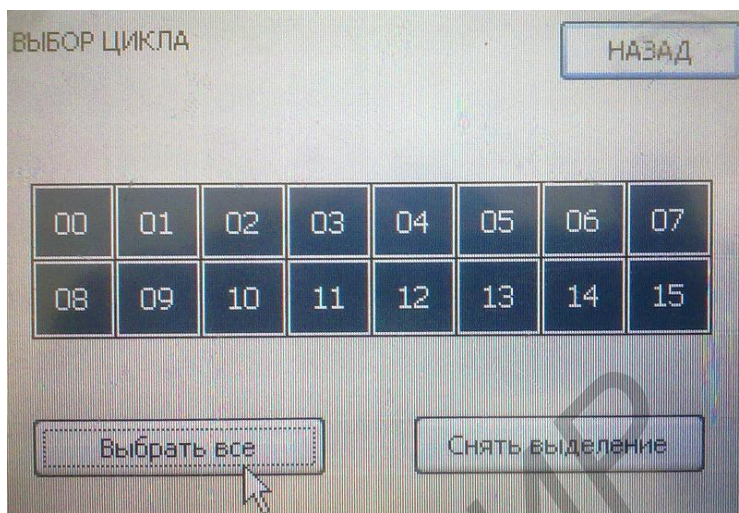 ВЫБОР ЦИКЛА
НАЗАД
00 01 02 03 04 05 06 07
08 09 10 11 12 13 14 15
Выбрать все
Снять выделение